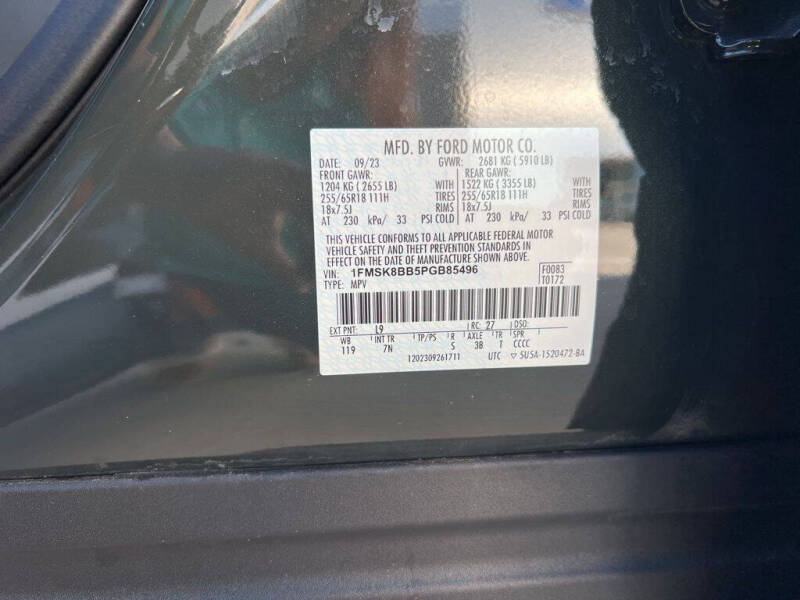 MFD. BY FORD MOTOR CO.
DATE: 09/23 GVWR: 2681 KG ( 5910 LB)
FRONT GAWR: REAR GAWR:
1204 KG ( 2655 LB) WITH 1522 KG ( 3355 LB) WITH
255/65R18 111H TIRES 255/65R18 111H TIRES
18x7.5J RIMS 18x7.5J RIMS
AT 230 kPa/ 33 PSI COLD AT 230 kPa/ 33 PSI COLD
THIS VEHICLE CONFORMS TO ALL APPLICABLE FEDERAL MOTOR
VEHICLE SAFETY AND THEFT PREVENTION STANDARDS IN
EFFECT ON THE DATE OF MANUFACTURE SHOWN ABOVE.
VIN: 1FMSK8BB5PGB85496 F0083
TYPE: MPV T0172
EXT PNT: L9 RC: 27 DSO:
WB INT TR TP/PS R AXLE TR SPR
119 7N S 3B T CCCC
1202309261711 UTC ▽ 5U5A-1520472-BA